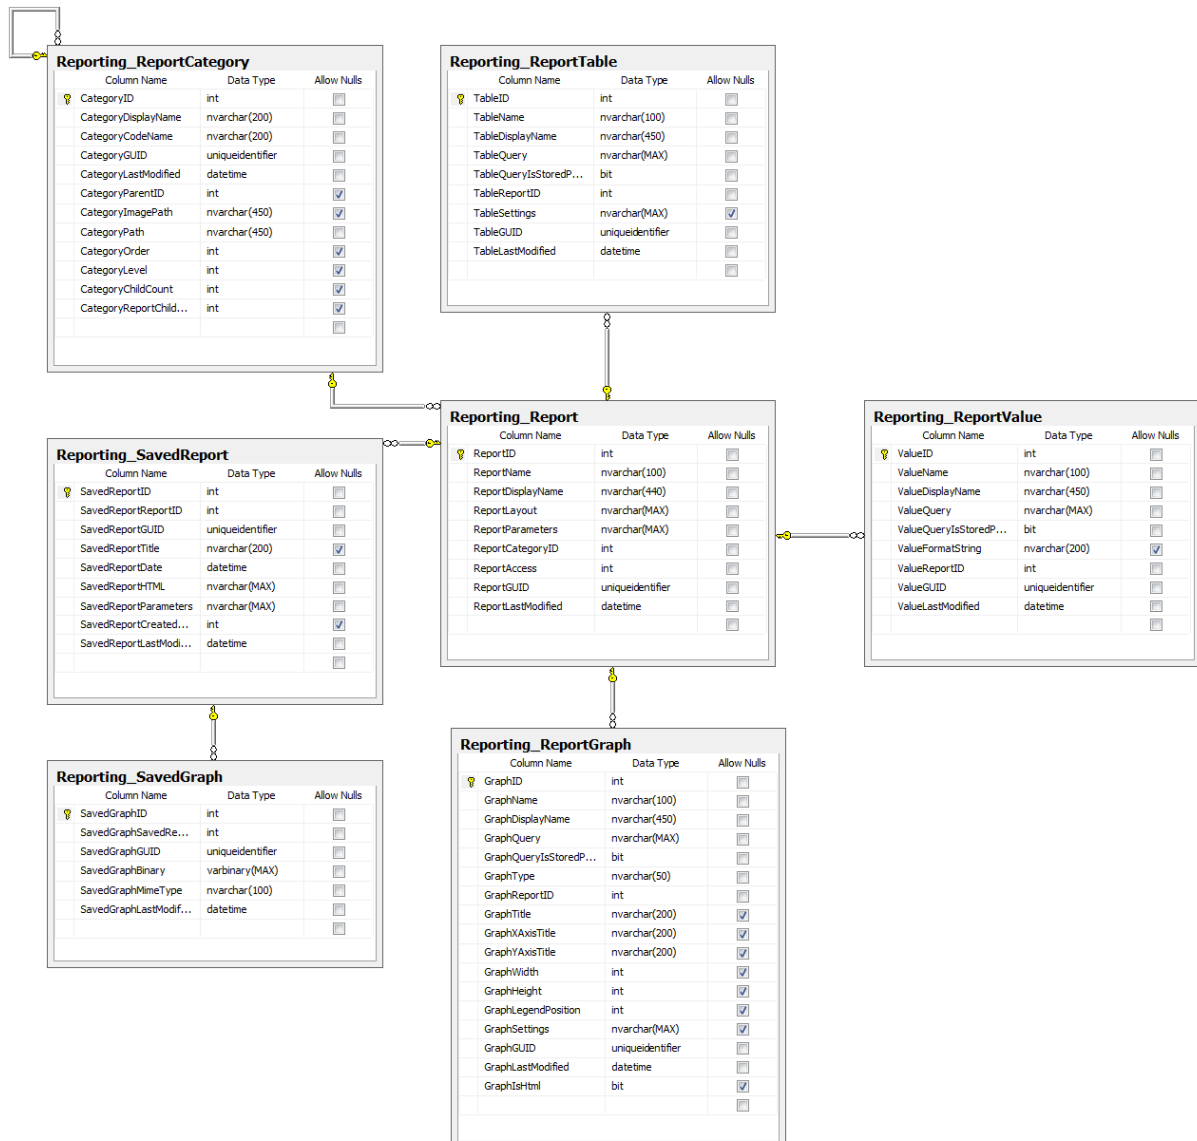 Reporting_ReportCategory
Column Name Data Type Allow Nulls
CategoryID int
CategoryDisplayName nvarchar(200)
CategoryCodeName nvarchar(200)
CategoryGUID uniqueidentifier
CategoryLastModified datetime
CategoryParentID int
CategoryImagePath nvarchar(450)
CategoryPath nvarchar(450)
CategoryOrder int
CategoryLevel int
CategoryChildCount int
CategoryReportChild... int
Reporting_ReportTable
Column Name Data Type Allow Nulls
TableID int
TableName nvarchar(100)
TableDisplayName nvarchar(450)
TableQuery nvarchar(MAX)
TableQueryIsStoredP... bit
TableReportID int
TableSettings nvarchar(MAX)
TableGUID uniqueidentifier
TableLastModified datetime
Reporting_SavedReport
Column Name Data Type Allow Nulls
SavedReportID int
SavedReportReportID int
SavedReportGUID uniqueidentifier
SavedReportTitle nvarchar(200)
SavedReportDate datetime
SavedReportHTML nvarchar(MAX)
SavedReportParameters nvarchar(MAX)
SavedReportCreated... int
SavedReportLastModi... datetime
Reporting_Report
Column Name Data Type Allow Nulls
ReportID int
ReportName nvarchar(100)
ReportDisplayName nvarchar(440)
ReportLayout nvarchar(MAX)
ReportParameters nvarchar(MAX)
ReportCategoryID int
ReportAccess int
ReportGUID uniqueidentifier
ReportLastModified datetime
Reporting_ReportValue
Column Name Data Type Allow Nulls
ValueID int
ValueName nvarchar(100)
ValueDisplayName nvarchar(450)
ValueQuery nvarchar(MAX)
ValueQueryIsStoredP... bit
ValueFormatString nvarchar(200)
ValueReportID int
ValueGUID uniqueidentifier
ValueLastModified datetime
Reporting_SavedGraph
Column Name Data Type Allow Nulls
SavedGraphID int
SavedGraphSavedRe... int
SavedGraphGUID uniqueidentifier
SavedGraphBinary varbinary(MAX)
SavedGraphMimeType nvarchar(100)
SavedGraphLastModif... datetime
Reporting_ReportGraph
Column Name Data Type Allow Nulls
GraphID int
GraphName nvarchar(100)
GraphDisplayName nvarchar(450)
GraphQuery nvarchar(MAX)
GraphQueryIsStoredP... bit
GraphType nvarchar(50)
GraphReportID int
GraphTitle nvarchar(200)
GraphXAxisTitle nvarchar(200)
GraphYAxisTitle nvarchar(200)
GraphWidth int
GraphHeight int
GraphLegendPosition int
GraphSettings nvarchar(MAX)
GraphGUID uniqueidentifier
GraphLastModified datetime
GraphIsHtml bit